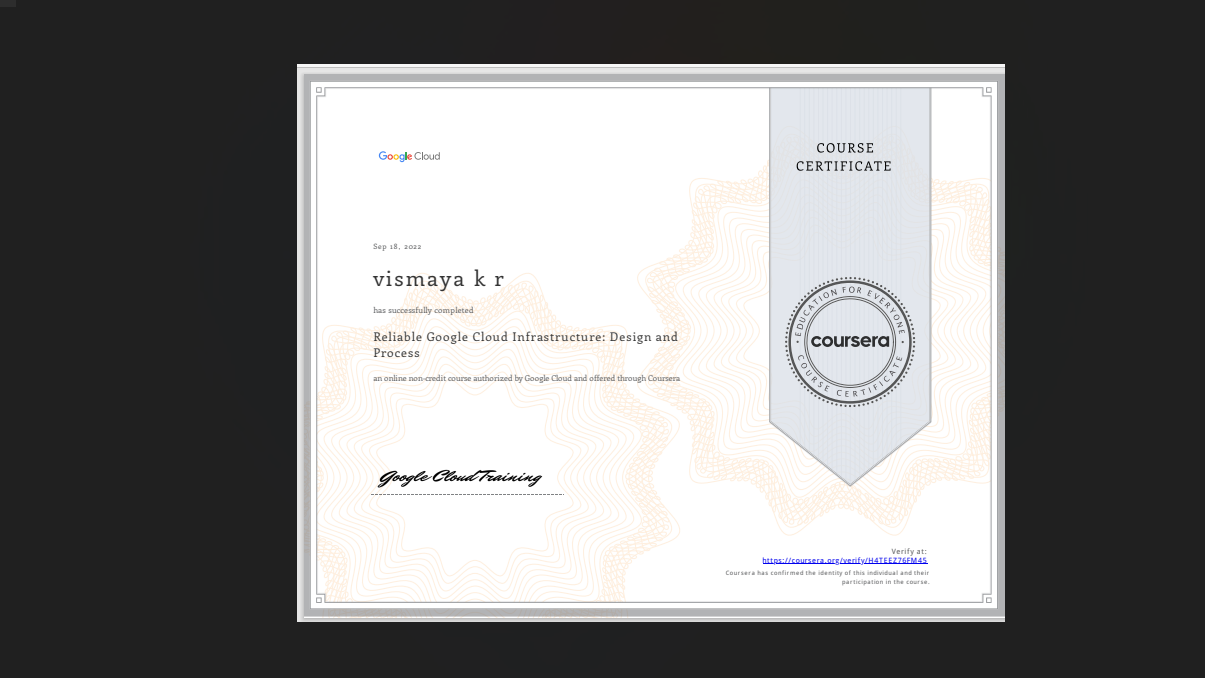 Google Cloud
COURSE
CERTIFICATE
Sep 18, 2022
vismaya k r
has successfully completed
Reliable Google Cloud Infrastructure: Design and
Process
an online non-credit course authorized by Google Cloud and offered through Coursera
EDUCATION FOR EVERYONE
coursera
COURSE CERTIFICATE
Google Cloud Training
Verify at:
https://coursera.org/verify/H4TEEZ76FM45
Coursera has confirmed the identity of this individual and their
participation in the course.